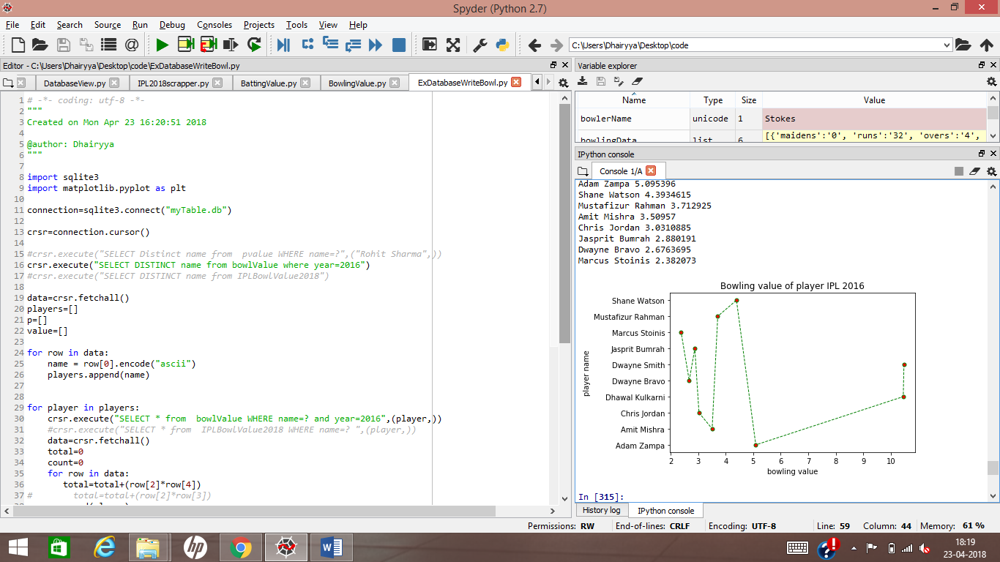 Spyder (Python 2.7)
File Edit Search Source Run Debug Consoles Projects Tools View Help
C:\Users\Dhairyya\Desktop\code
Editor - C:\Users\Dhairyya\Desktop\code\ExDatabaseWriteBowl.py
DatabaseView.py IPL2018scrapper.py BattingValue.py BowlingValue.py ExDatabaseWriteBowl.py
1 # -*- coding: utf-8 -*-
2 """
3 Created on Mon Apr 23 16:20:51 2018
4
5 @author: Dhairyya
6 """
7
8 import sqlite3
9 import matplotlib.pyplot as plt
10
11 connection=sqlite3.connect("myTable.db")
12
13 crsr=connection.cursor()
14
15 #crsr.execute("SELECT Distinct name from  pvalue WHERE name=?",("Rohit Sharma",))
16 crsr.execute("SELECT DISTINCT name from bowlValue where year=2016")
17 #crsr.execute("SELECT DISTINCT name from IPLBowlValue2018")
18
19 data=crsr.fetchall()
20 players=[]
21 p=[]
22 value=[]
23
24 for row in data:
25     name = row[0].encode("ascii")
26     players.append(name)
27
28
29 for player in players:
30     crsr.execute("SELECT * from  bowlValue WHERE name=? and year=2016",(player,))
31     #crsr.execute("SELECT * from  IPLBowlValue2018 WHERE name=? ",(player,))
32     data=crsr.fetchall()
33     total=0
34     count=0
35     for row in data:
36        total=total+(row[2]*row[4])
37 #        total=total+(row[2]*row[3])
Variable explorer
Name Type Size Value
bowlerName unicode 1 Stokes
bowlingData list 6 [{'maidens':'0', 'runs':'32', 'overs':'4',
IPython console
Console 1/A
Adam Zampa 5.095396
Shane Watson 4.3934615
Mustafizur Rahman 3.712925
Amit Mishra 3.50957
Chris Jordan 3.0310885
Jasprit Bumrah 2.880191
Dwayne Bravo 2.6763695
Marcus Stoinis 2.382073
Bowling value of player IPL 2016
player name
Shane Watson
Mustafizur Rahman
Marcus Stoinis
Jasprit Bumrah
Dwayne Smith
Dwayne Bravo
Dhawal Kulkarni
Chris Jordan
Amit Mishra
Adam Zampa
2 3 4 5 6 7 8 9 10
bowling value
In [315]:
History log IPython console
Permissions: RW End-of-lines: CRLF Encoding: UTF-8 Line: 59 Column: 44 Memory: 61 %
hp
18:19
23-04-2018